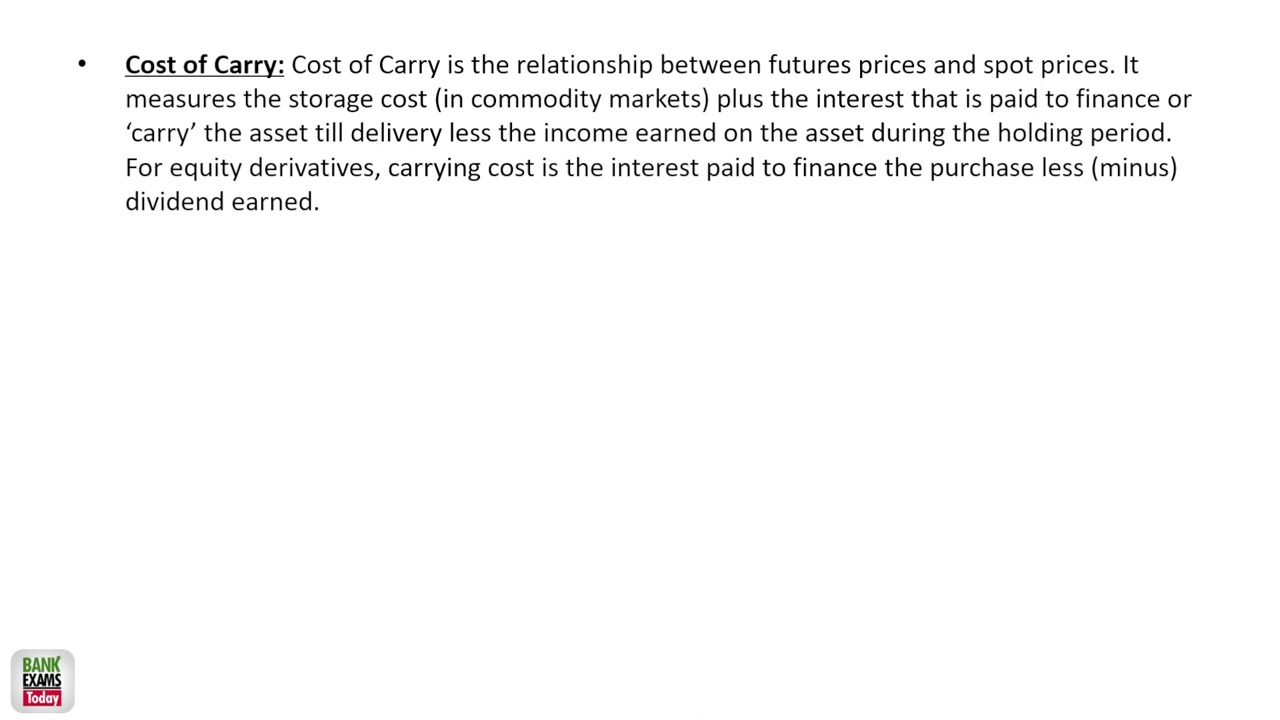 • Cost of Carry: Cost of Carry is the relationship between futures prices and spot prices. It
measures the storage cost (in commodity markets) plus the interest that is paid to finance or
‘carry’ the asset till delivery less the income earned on the asset during the holding period.
For equity derivatives, carrying cost is the interest paid to finance the purchase less (minus)
dividend earned.
BANK
EXAMS
Today